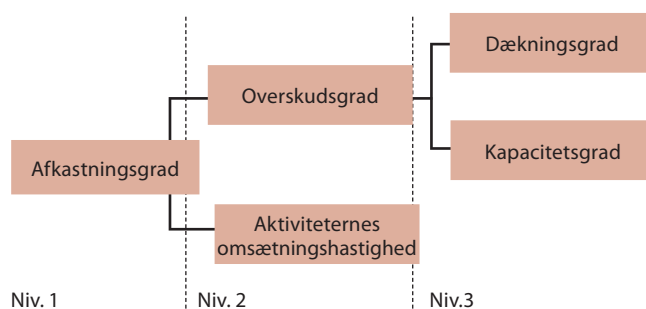 Dækningsgrad
Overskudsgrad
Kapacitetsgrad
Afkastningsgrad
Aktiviteternes
omsætningshastighed
Niv. 1
Niv. 2
Niv.3